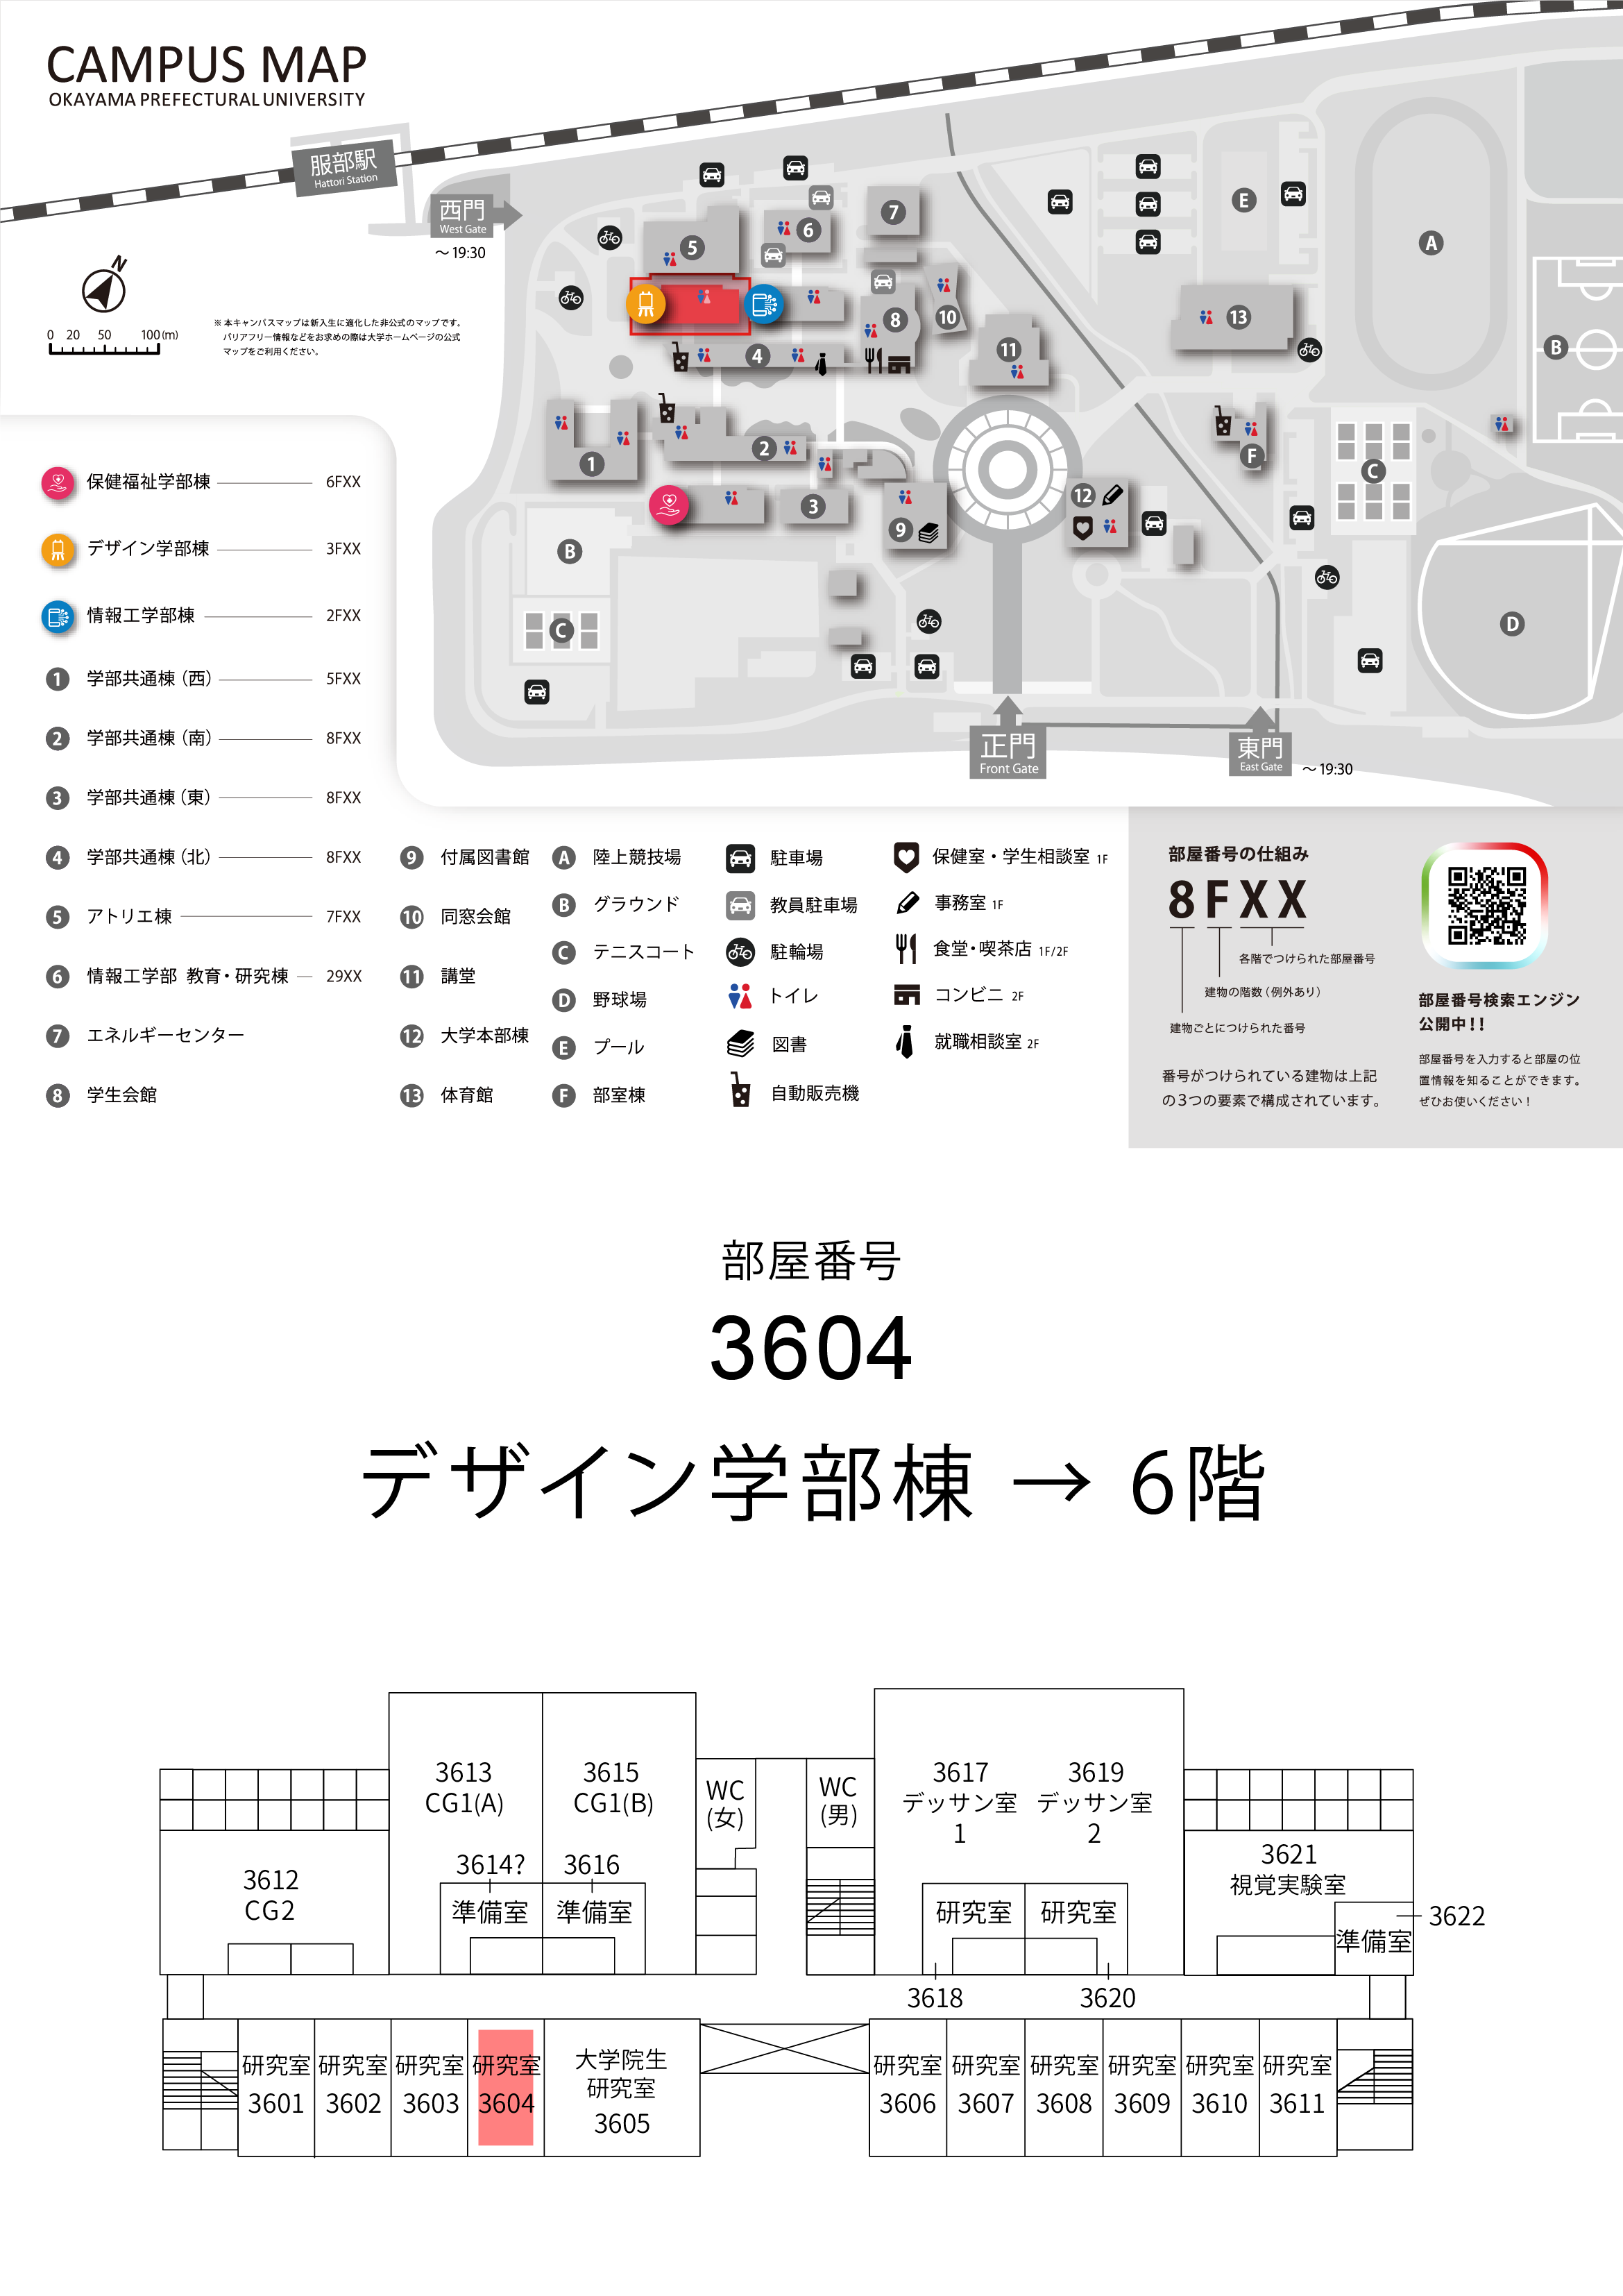 CAMPUS MAP
OKAYAMA PREFECTURAL UNIVERSITY
服部駅
Hattori Station
西門
West Gate
～19:30
N
0 20 50 100(m)
※ 本キャンパスマップは新入生に適化した非公式のマップです。
バリアフリー情報などをお求めの際は大学ホームページの公式
マップをご利用ください。
5
6
7
E
A
8
10
13
11
4
B
1
2
F
C
3
9
12
B
C
D
正門
Front Gate
東門
East Gate
～19:30
保健福祉学部棟 6FXX
デザイン学部棟 3FXX
情報工学部棟 2FXX
1 学部共通棟（西） 5FXX
2 学部共通棟（南） 8FXX
3 学部共通棟（東） 8FXX
4 学部共通棟（北） 8FXX
5 アトリエ棟 7FXX
6 情報工学部 教育・研究棟 29XX
7 エネルギーセンター
8 学生会館
9 付属図書館
10 同窓会館
11 講堂
12 大学本部棟
13 体育館
A 陸上競技場
B グラウンド
C テニスコート
D 野球場
E プール
F 部室棟
駐車場
教員駐車場
駐輪場
トイレ
図書
自動販売機
保健室・学生相談室 1F
事務室 1F
食堂・喫茶店 1F/2F
コンビニ 2F
就職相談室 2F
部屋番号の仕組み
8FXX
各階でつけられた部屋番号
建物の階数（例外あり）
建物ごとにつけられた番号
番号がつけられている建物は上記
の3つの要素で構成されています。
部屋番号検索エンジン
公開中！！
部屋番号を入力すると部屋の位
置情報を知ることができます。
ぜひお使いください！
部屋番号
3604
デザイン学部棟 → 6階
3613
CG1(A)
3615
CG1(B)
WC
(女)
WC
(男)
3617
デッサン室
1
3619
デッサン室
2
3612
CG2
3614?
準備室
3616
準備室
研究室
研究室
3621
視覚実験室
3622
準備室
3618
3620
研究室
3601
研究室
3602
研究室
3603
研究室
3604
大学院生
研究室
3605
研究室
3606
研究室
3607
研究室
3608
研究室
3609
研究室
3610
研究室
3611